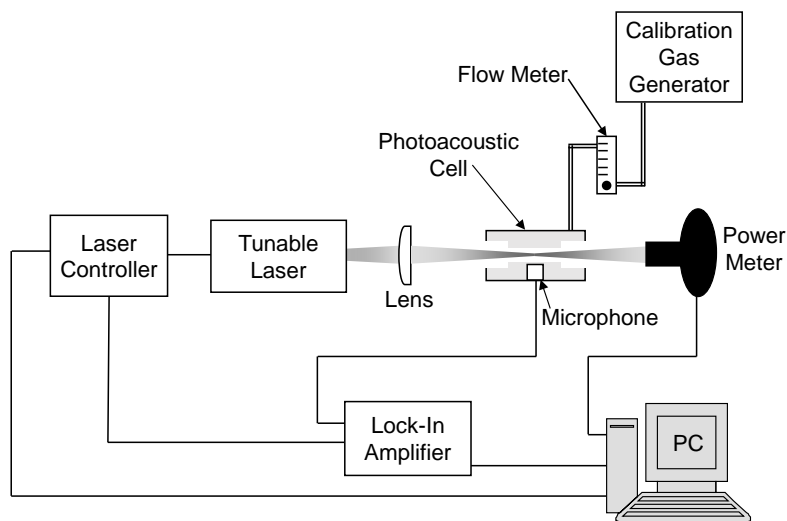 Calibration
Gas
Generator
Flow Meter
Photoacoustic
Cell
Laser
Controller
Tunable
Laser
Lens
Power
Meter
Microphone
Lock-In
Amplifier
PC